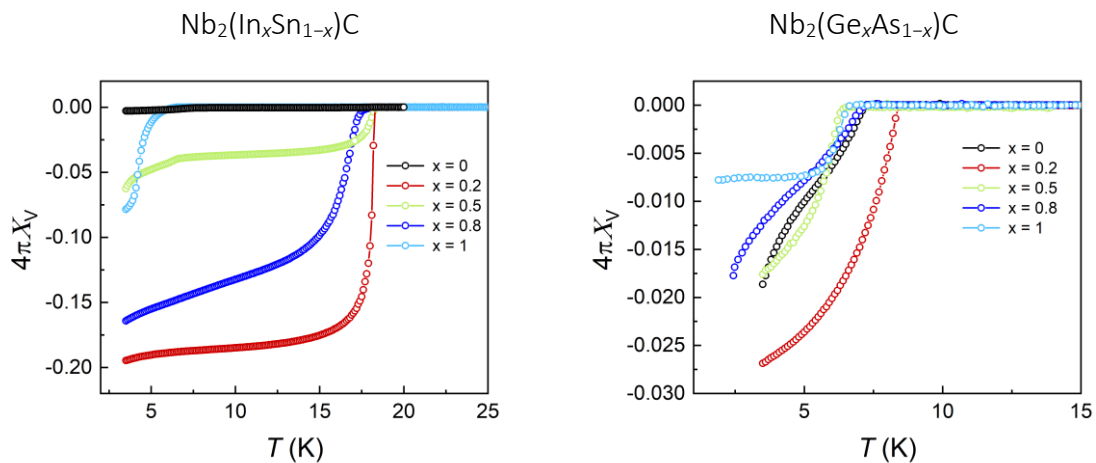 Nb₂(InₓSn₁₋ₓ)C
0.00
-0.05
-0.10
-0.15
-0.20
4πXᵥ
x = 0
x = 0.2
x = 0.5
x = 0.8
x = 1
5
10
15
20
25
T (K)
Nb₂(GeₓAs₁₋ₓ)C
0.000
-0.005
-0.010
-0.015
-0.020
-0.025
-0.030
4πXᵥ
x = 0
x = 0.2
x = 0.5
x = 0.8
x = 1
5
10
15
T (K)